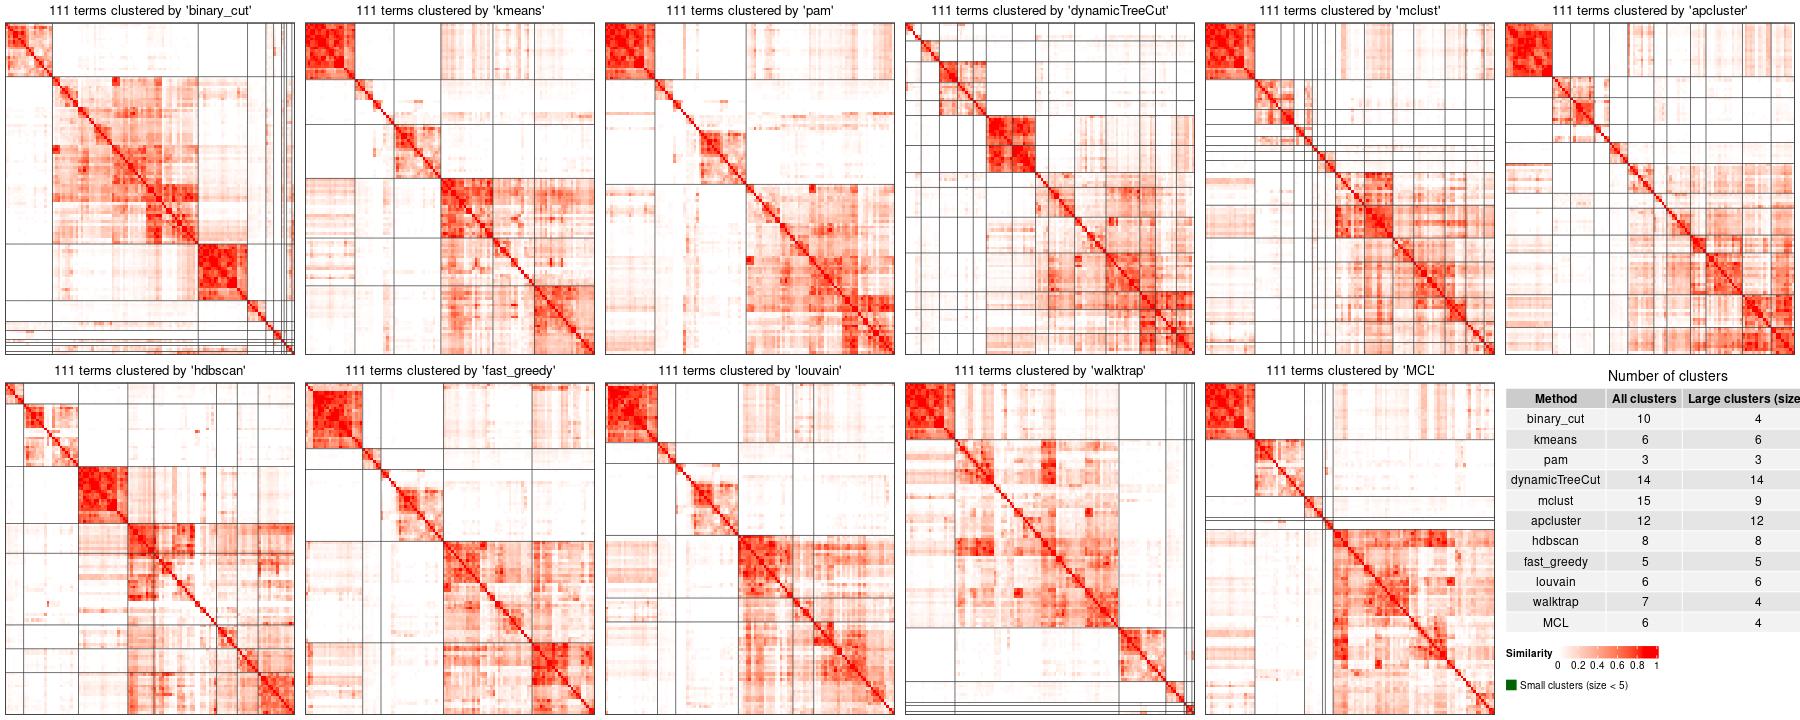 111 terms clustered by 'binary_cut'
111 terms clustered by 'kmeans'
111 terms clustered by 'pam'
111 terms clustered by 'dynamicTreeCut'
111 terms clustered by 'mclust'
111 terms clustered by 'apcluster'
111 terms clustered by 'hdbscan'
111 terms clustered by 'fast_greedy'
111 terms clustered by 'louvain'
111 terms clustered by 'walktrap'
111 terms clustered by 'MCL'
Number of clusters
Method All clusters Large clusters (size
binary_cut 10 4
kmeans 6 6
pam 3 3
dynamicTreeCut 14 14
mclust 15 9
apcluster 12 12
hdbscan 8 8
fast_greedy 5 5
louvain 6 6
walktrap 7 4
MCL 6 4
Similarity
0 0.2 0.4 0.6 0.8 1
Small clusters (size < 5)